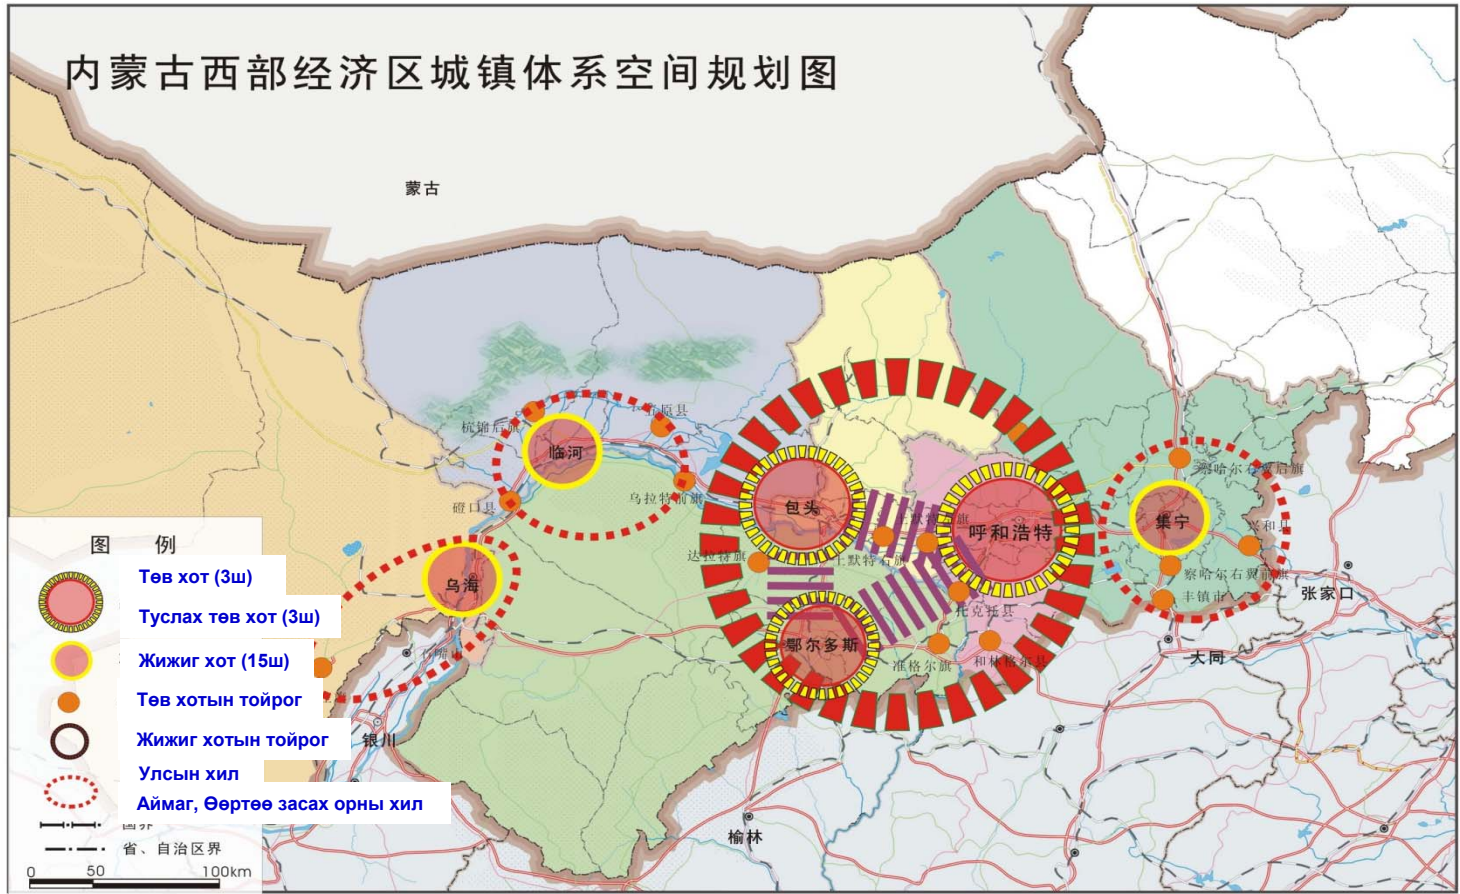 内蒙古西部经济区城镇体系空间规划图
蒙古
五原县
杭锦后旗
临河
乌拉特前旗
磴口县
包头
土默特左旗
呼和浩特
察哈尔右翼后旗
集宁
兴和县
达拉特旗
土默特右旗
察哈尔右翼前旗
乌海
丰镇市
张家口
托克托县
鄂尔多斯
准格尔旗
和林格尔县
大同
银川
榆林
图 例
Төв хот (3ш)
Туслах төв хот (3ш)
Жижиг хот (15ш)
Төв хотын тойрог
Жижиг хотын тойрог
Улсын хил
Аймаг, Өөртөө засах орны хил
国界
省、自治区界
0 50 100km